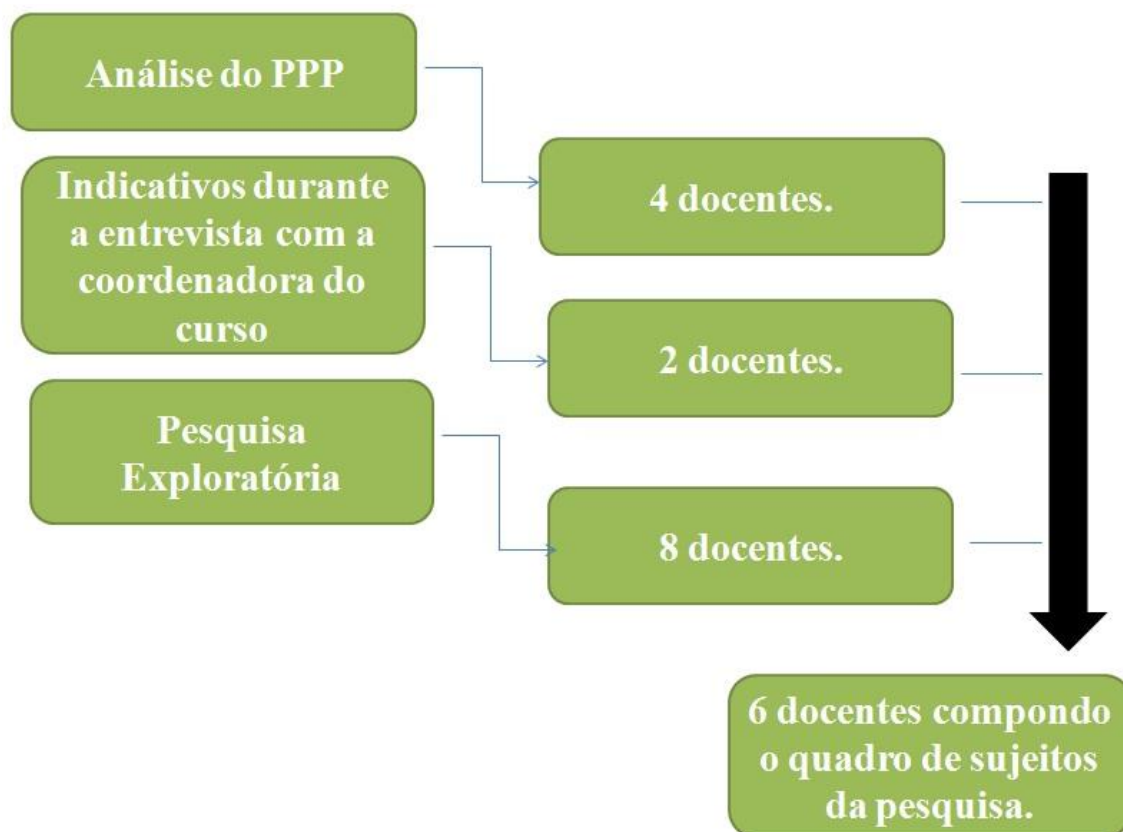 Análise do PPP
Indicativos durante
a entrevista com a
coordenadora do
curso
Pesquisa
Exploratória
4 docentes.
2 docentes.
8 docentes.
6 docentes compondo
o quadro de sujeitos
da pesquisa.